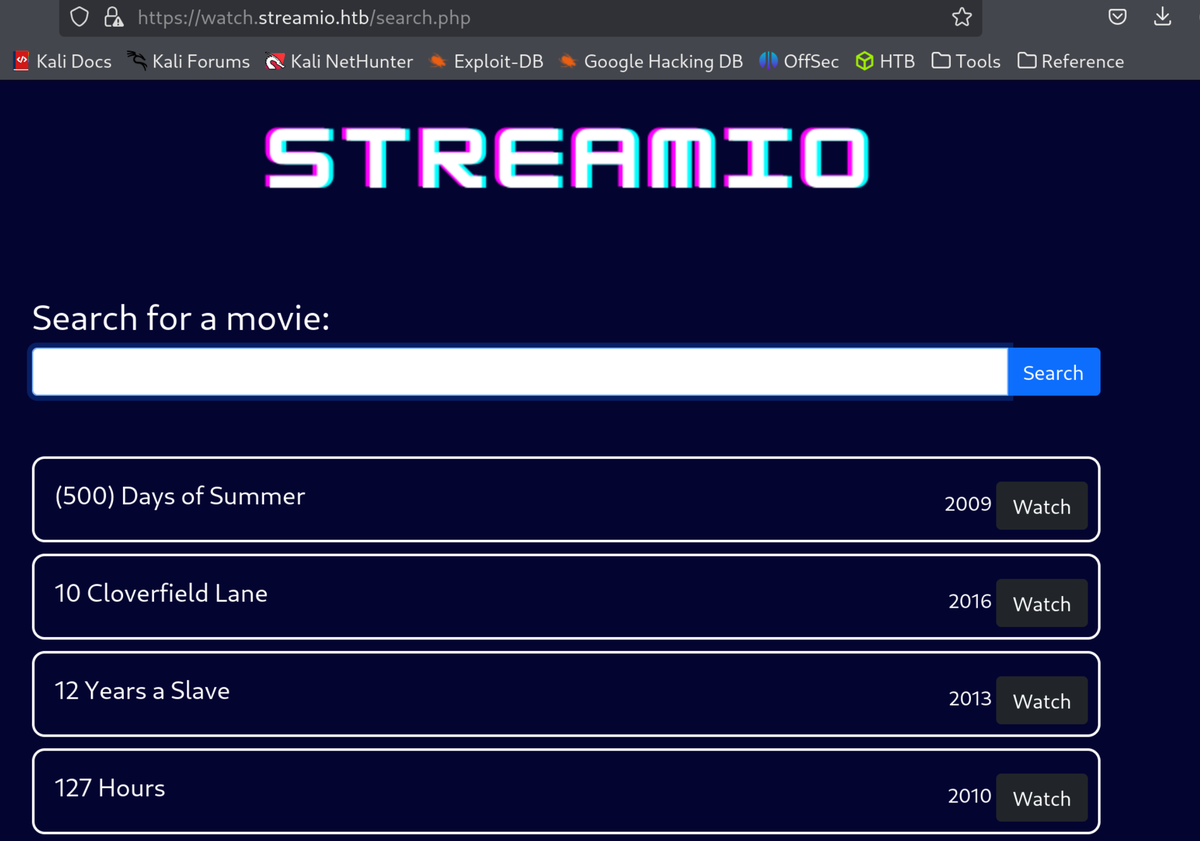 https://watch.streamio.htb/search.php
Kali Docs Kali Forums Kali NetHunter Exploit-DB Google Hacking DB OffSec HTB Tools Reference
STREAMIO
Search for a movie:
Search
(500) Days of Summer 2009 Watch
10 Cloverfield Lane 2016 Watch
12 Years a Slave 2013 Watch
127 Hours 2010 Watch